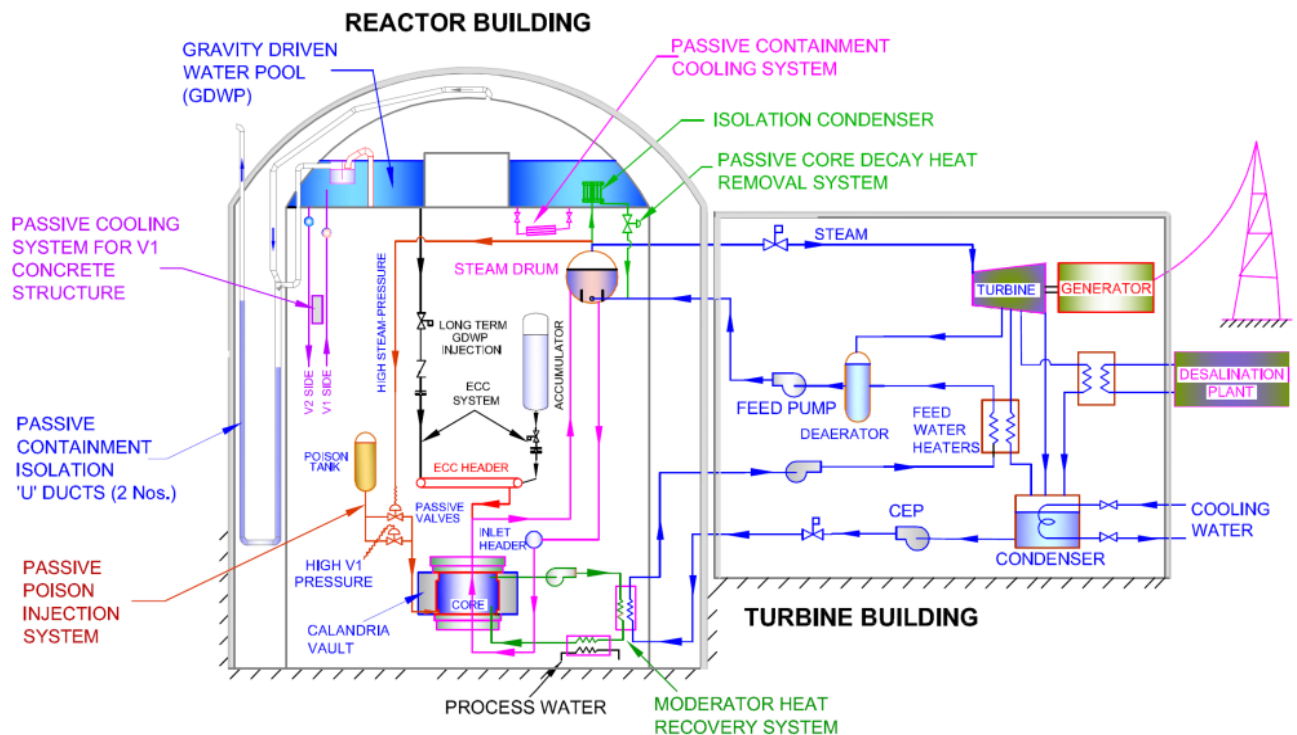 REACTOR BUILDING
GRAVITY DRIVEN
WATER POOL
(GDWP)
PASSIVE CONTAINMENT
COOLING SYSTEM
ISOLATION CONDENSER
PASSIVE CORE DECAY HEAT
REMOVAL SYSTEM
PASSIVE COOLING
SYSTEM FOR V1
CONCRETE
STRUCTURE
STEAM DRUM
STEAM
TURBINE
GENERATOR
HIGH STEAM-PRESSURE
LONG TERM
GDWP
INJECTION
ACCUMULATOR
V2 SIDE
V1 SIDE
ECC
SYSTEM
FEED PUMP
DEAERATOR
FEED
WATER
HEATERS
DESALINATION
PLANT
PASSIVE
CONTAINMENT
ISOLATION
'U' DUCTS (2 Nos.)
POISON
TANK
ECC HEADER
PASSIVE
VALVES
INLET
HEADER
HIGH V1
PRESSURE
CEP
COOLING
WATER
CONDENSER
PASSIVE
POISON
INJECTION
SYSTEM
CORE
CALANDRIA
VAULT
TURBINE BUILDING
PROCESS WATER
MODERATOR HEAT
RECOVERY SYSTEM